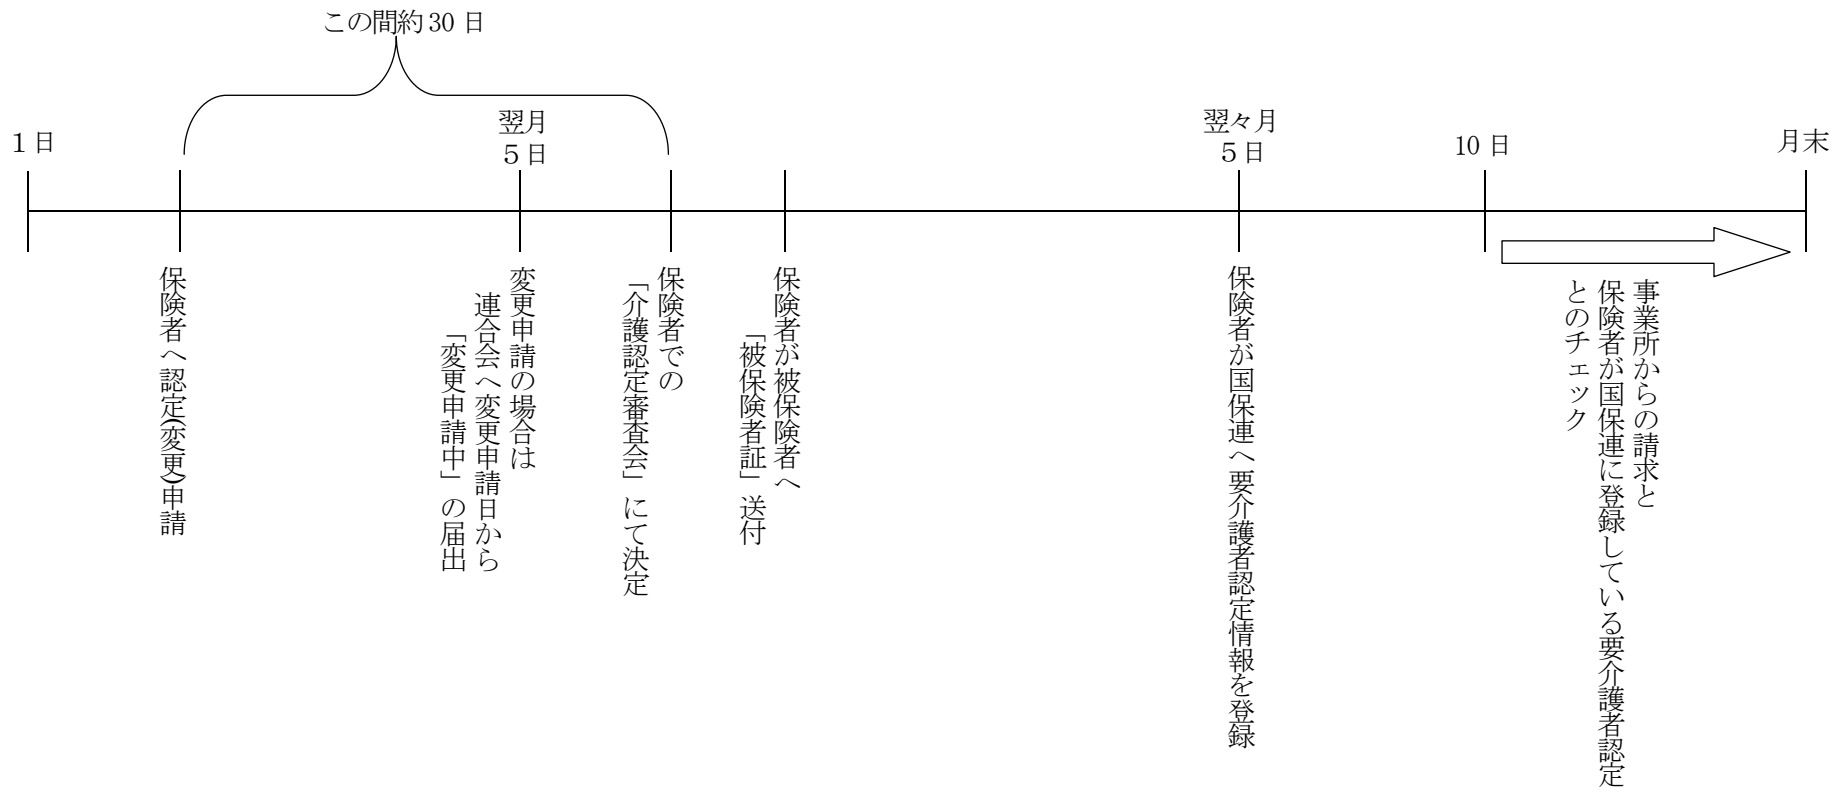 この間約30 日
1日
翌月
5日
翌々月
5日
10 日
月末
保険者へ認定(変更)申請
変更申請の場合は
連合会へ変更申請日から
「変更申請中」の届出
保険者での
「介護認定審査会」にて決定
保険者が被保険者へ
「被保険者証」送付
保険者が国保連へ要介護者認定情報を登録
事業所からの請求と
保険者が国保連に登録している要介護者認定
とのチェック